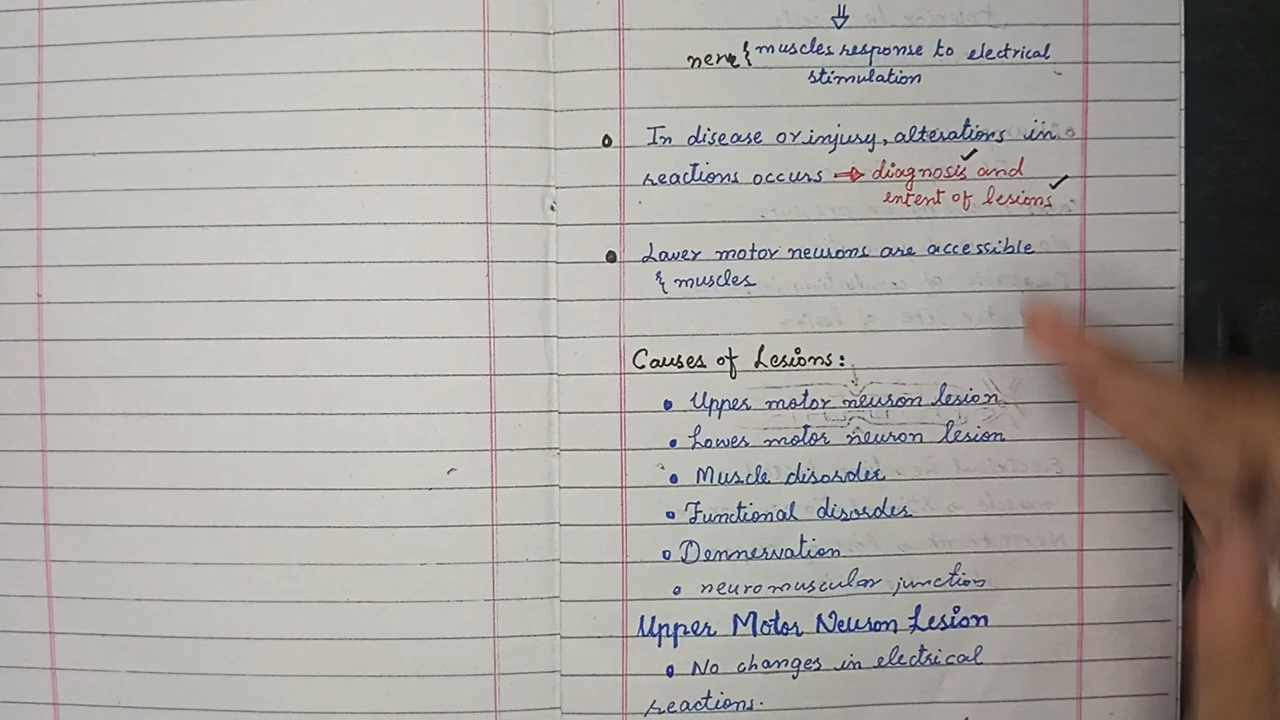 nerve { muscles response to electrical
stimulation
In disease or injury, alterations in
reactions occurs ⇒ diagnosis and
entent of lesions
Lower motor neurons are accessible
{ muscles
Causes of Lesions:
Upper motor neuron lesion
Lower motor neuron lesion
Muscle disorder
Functional disorder
Dennervation
neuromuscular junction
Upper Motor Neuron Lesion
No changes in electrical
reactions.